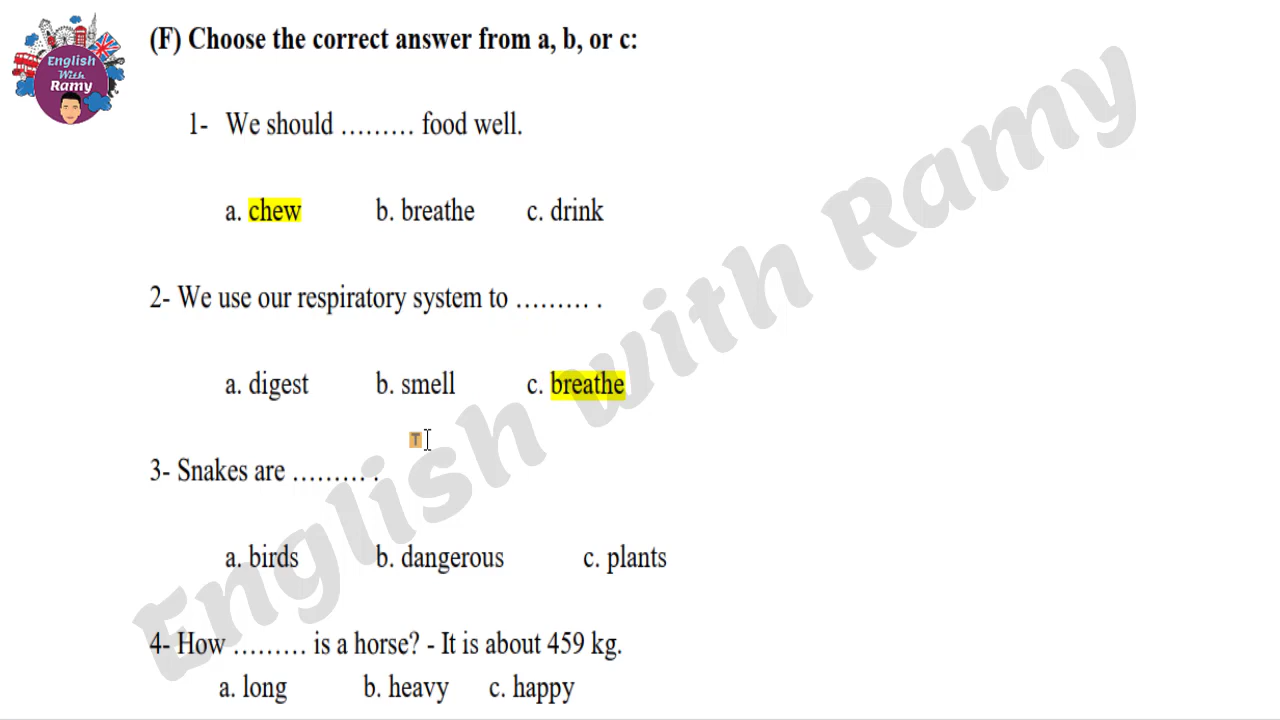 English
With
Ramy
(F) Choose the correct answer from a, b, or c:
1- We should ……… food well.
a. chew b. breathe c. drink
2- We use our respiratory system to ……… .
a. digest b. smell c. breathe
T
3- Snakes are ……… .
a. birds b. dangerous c. plants
4- How ……… is a horse? - It is about 459 kg.
a. long b. heavy c. happy
English with Ramy